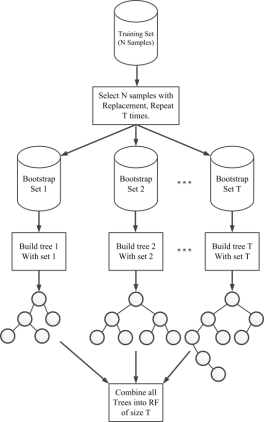 Training Set
(N Samples)
Select N samples with
Replacement, Repeat
T times.
Bootstrap
Set 1
Bootstrap
Set 2
***
Bootstrap
Set T
Build tree 1
With set 1
Build tree 2
With set 2
***
Build tree T
With set T
Combine all
Trees into RF
of size T